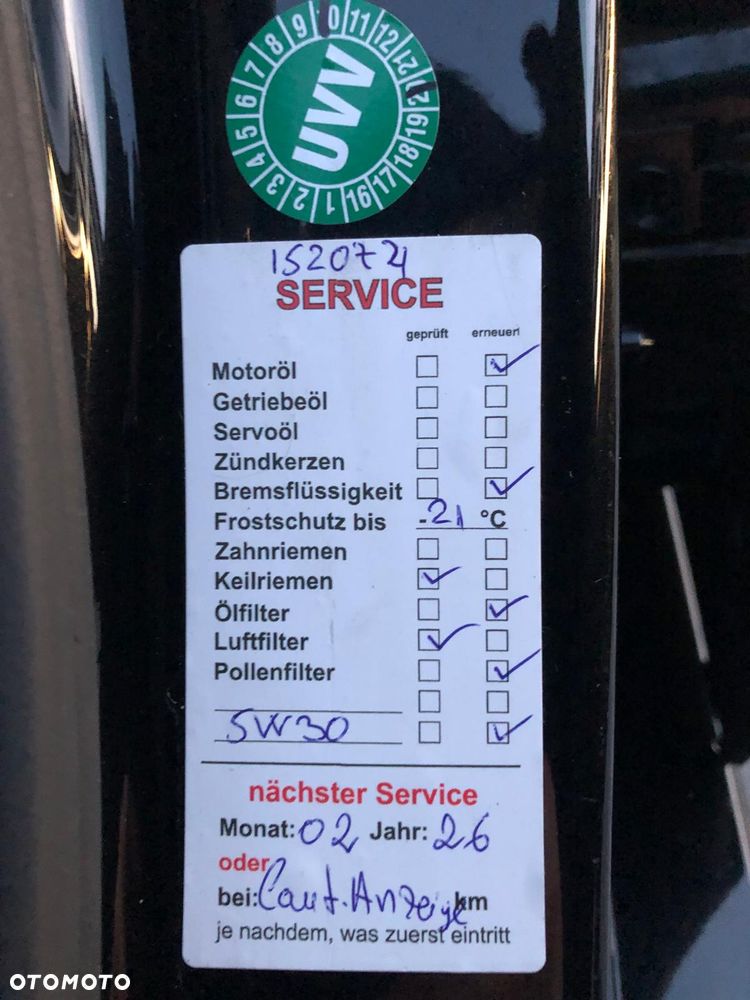 UVV
1 2 3 4 5 6 7 8 9 10 11 12 21 19 18 17 16
SERVICE
geprüft erneuert
Motoröl
Getriebeöl
Servoöl
Zündkerzen
Bremsflüssigkeit
Frostschutz bis -21 °C
Zahnriemen
Keilriemen
Ölfilter
Luftfilter
Pollenfilter
5W30
nächster Service
Monat: 02 Jahr: 26
oder
bei: Laut. Anzeige km
je nachdem, was zuerst eintritt
OTOMOTO